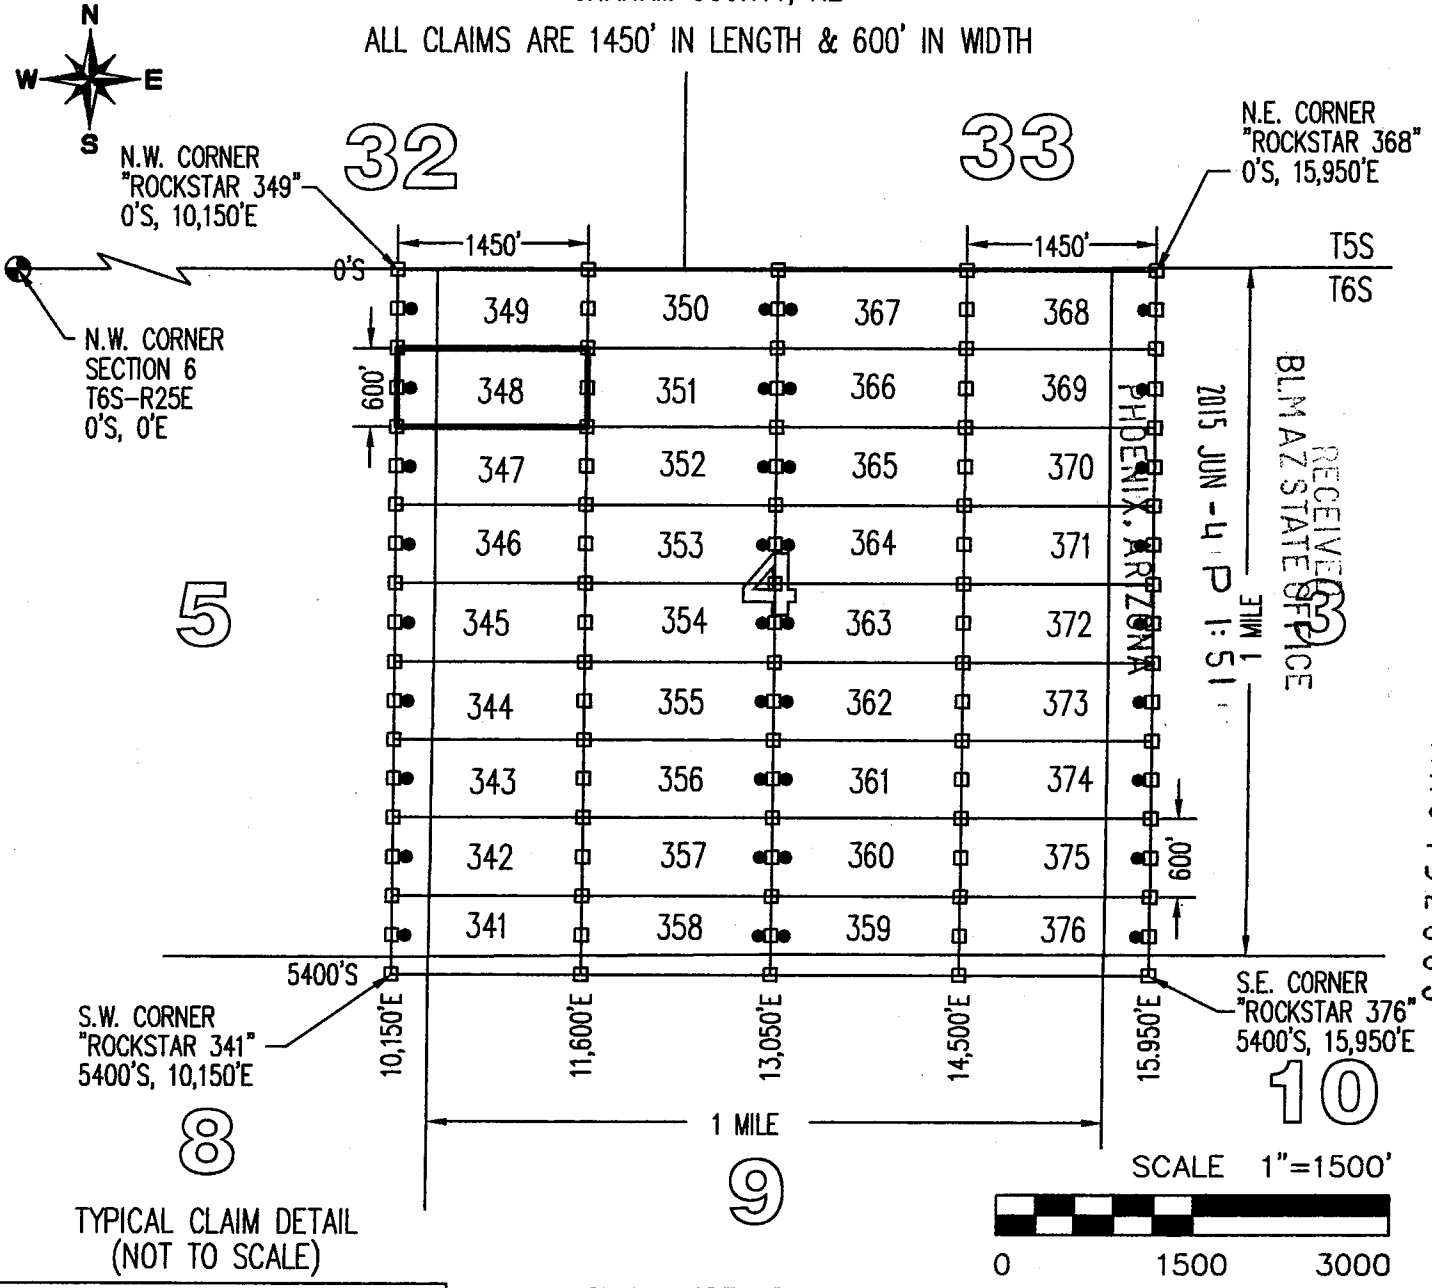 ALL CLAIMS ARE 1450' IN LENGTH & 600' IN WIDTH
N
W E
S
32
33
N.W. CORNER
"ROCKSTAR 349"
0'S, 10,150'E
N.E. CORNER
"ROCKSTAR 368"
0'S, 15,950'E
1450'
1450'
T5S
0'S
T6S
N.W. CORNER
SECTION 6
T6S-R25E
0'S, 0'E
600'
349 350 367 368
348 351 366 369
347 352 365 370
346 353 364 371
4
5
3
345 354 363 372
344 355 362 373
343 356 361 374
342 357 360 375
341 358 359 376
600'
1 MILE
RECEIVED
BLM AZ STATE OFFICE
2015 JUN -4 P 1:51
PHOENIX, ARIZONA
5400'S
10,150'E
11,600'E
13,050'E
14,500'E
15.950'E
S.W. CORNER
"ROCKSTAR 341"
5400'S, 10,150'E
S.E. CORNER
"ROCKSTAR 376"
5400'S, 15,950'E
8
1 MILE
9
10
SCALE 1"=1500'
0 1500 3000
TYPICAL CLAIM DETAIL
(NOT TO SCALE)